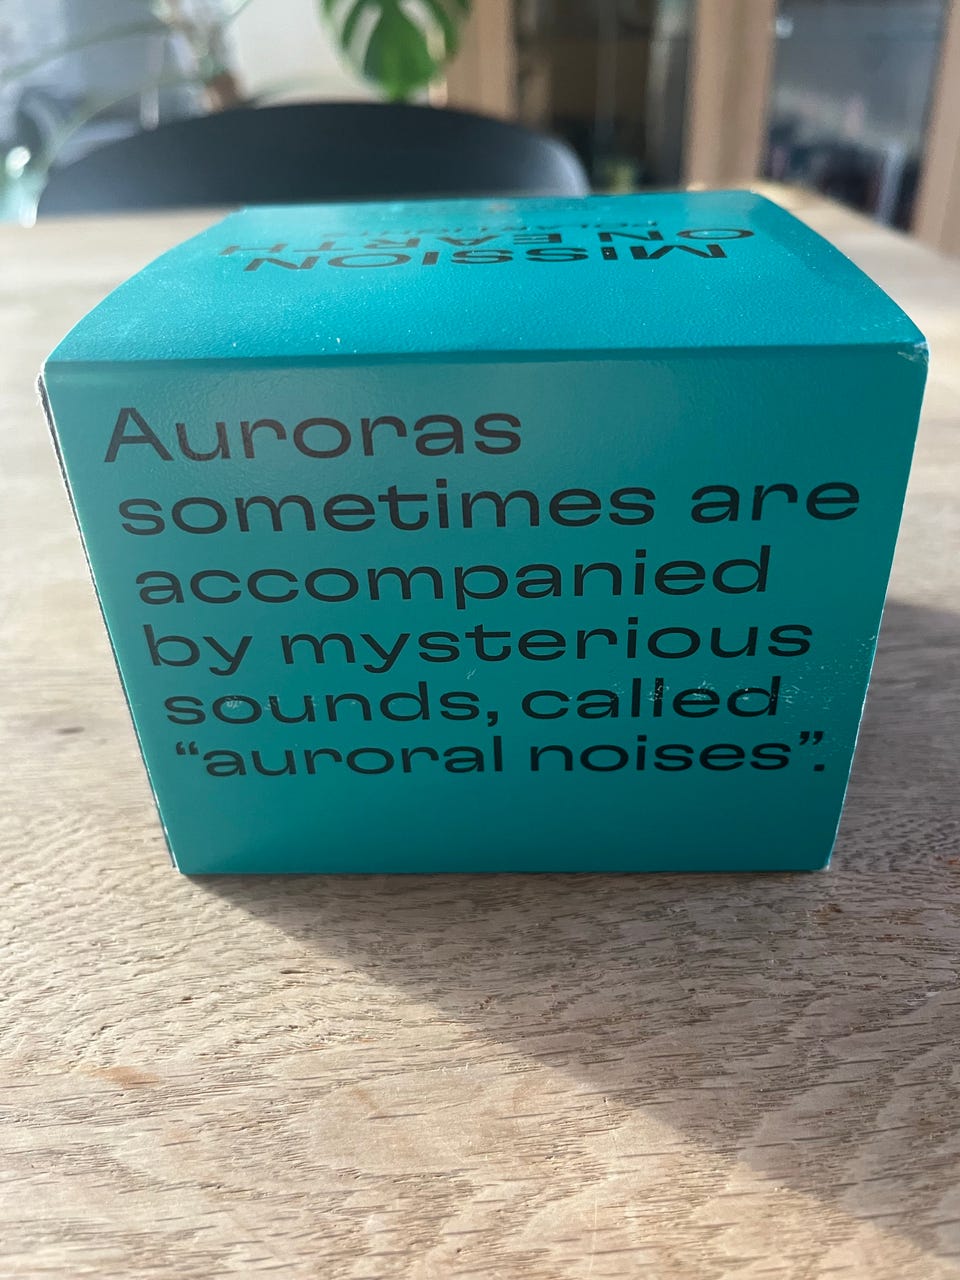 MISSION
ON EARTH
Auroras
sometimes are
accompanied
by mysterious
sounds, called
“auroral noises”.